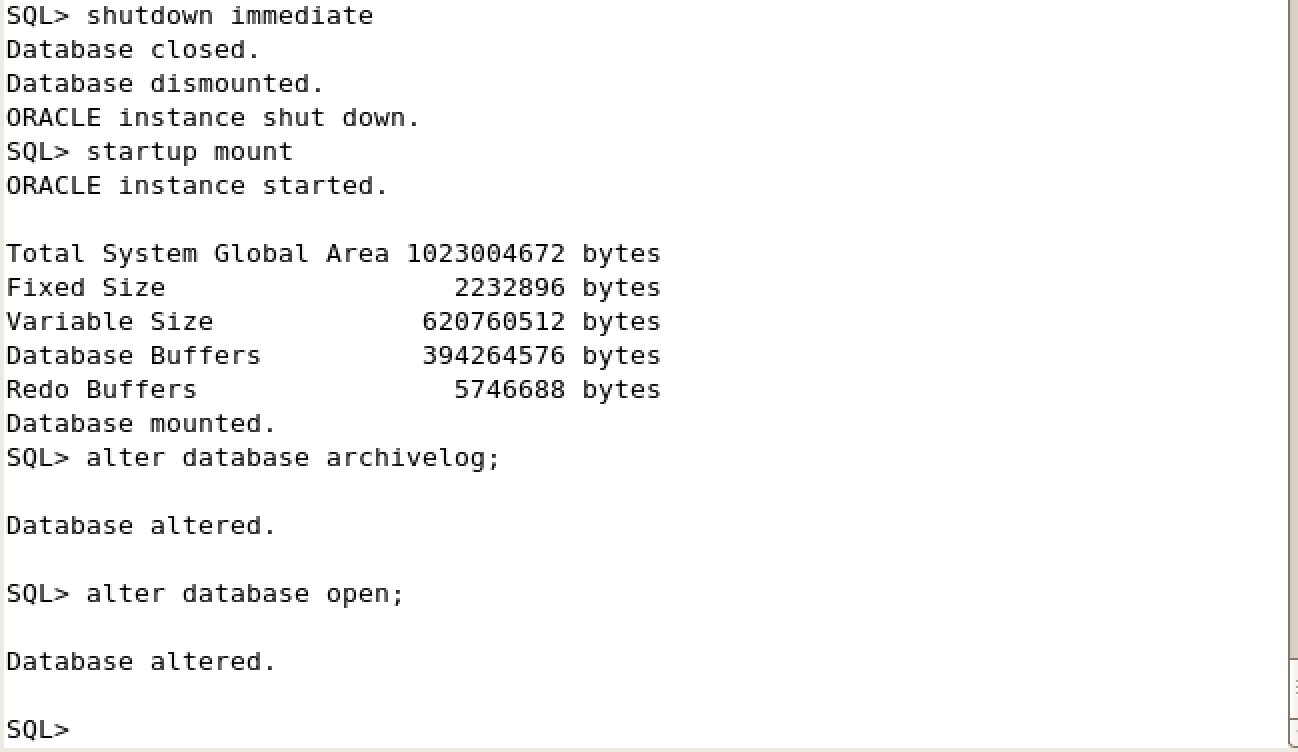 SQL> shutdown immediate
Database closed.
Database dismounted.
ORACLE instance shut down.
SQL> startup mount
ORACLE instance started.

Total System Global Area 1023004672 bytes
Fixed Size                  2232896 bytes
Variable Size             620760512 bytes
Database Buffers          394264576 bytes
Redo Buffers                5746688 bytes
Database mounted.
SQL> alter database archivelog;

Database altered.

SQL> alter database open;

Database altered.

SQL>